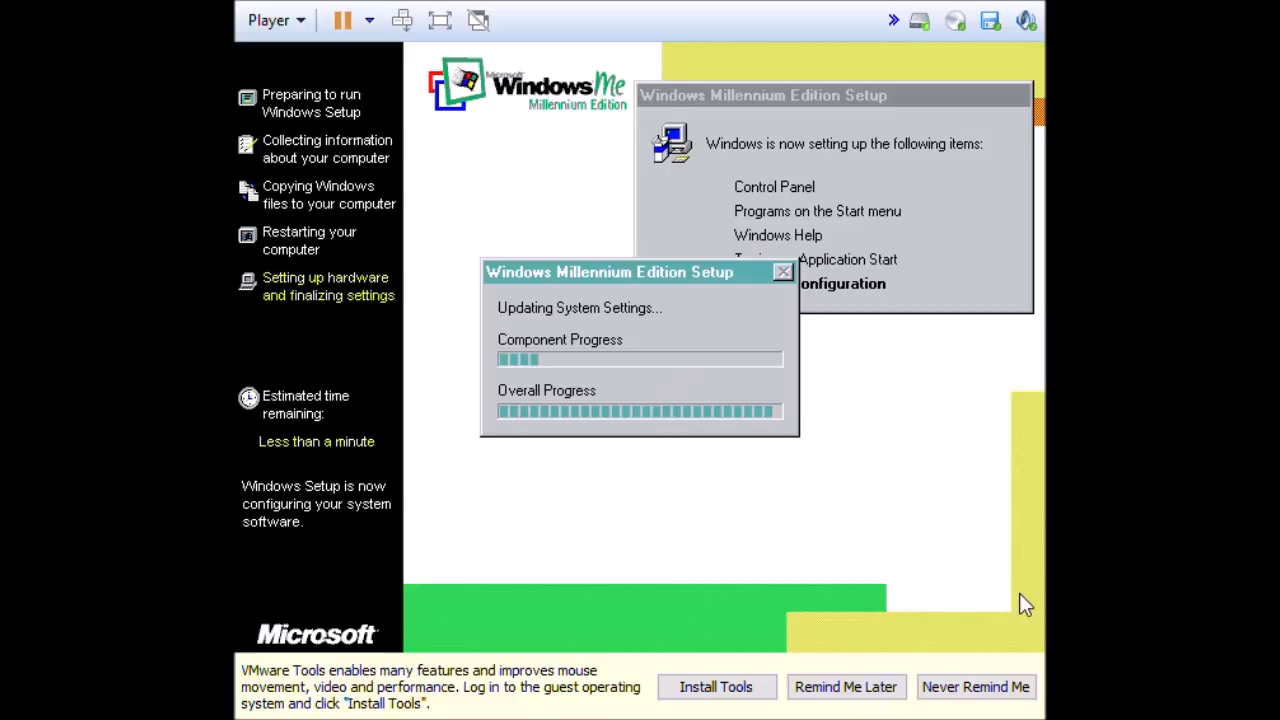 Player
Preparing to run
Windows Setup
Collecting information
about your computer
Copying Windows
files to your computer
Restarting your
computer
Setting up hardware
and finalizing settings
Estimated time
remaining:
Less than a minute
Windows Setup is now
configuring your system
software.
Microsoft
Microsoft
Windows Me
Millennium Edition
Windows Millennium Edition Setup
Windows is now setting up the following items:
Control Panel
Programs on the Start menu
Windows Help
Application Start
onfiguration
Windows Millennium Edition Setup
Updating System Settings...
Component Progress
Overall Progress
VMware Tools enables many features and improves mouse
movement, video and performance. Log in to the guest operating
system and click "Install Tools".
Install Tools
Remind Me Later
Never Remind Me